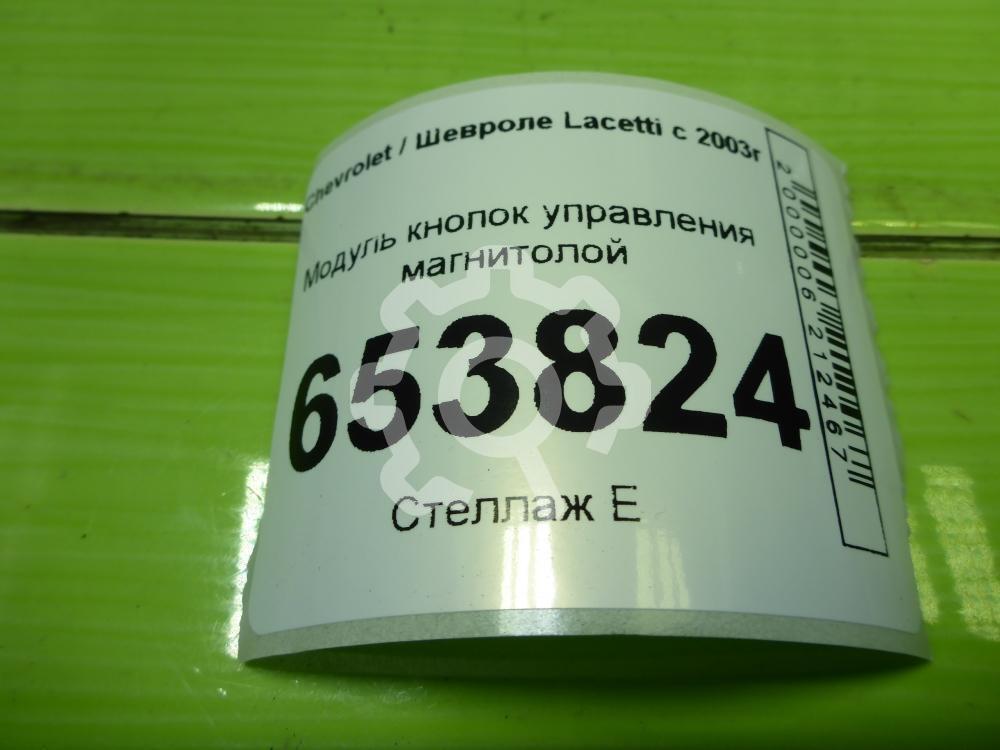 Chevrolet / Шевроле Lacetti с 2003г
Модуль кнопок управления
магнитолой
653824
Стеллаж Е
2000006212467